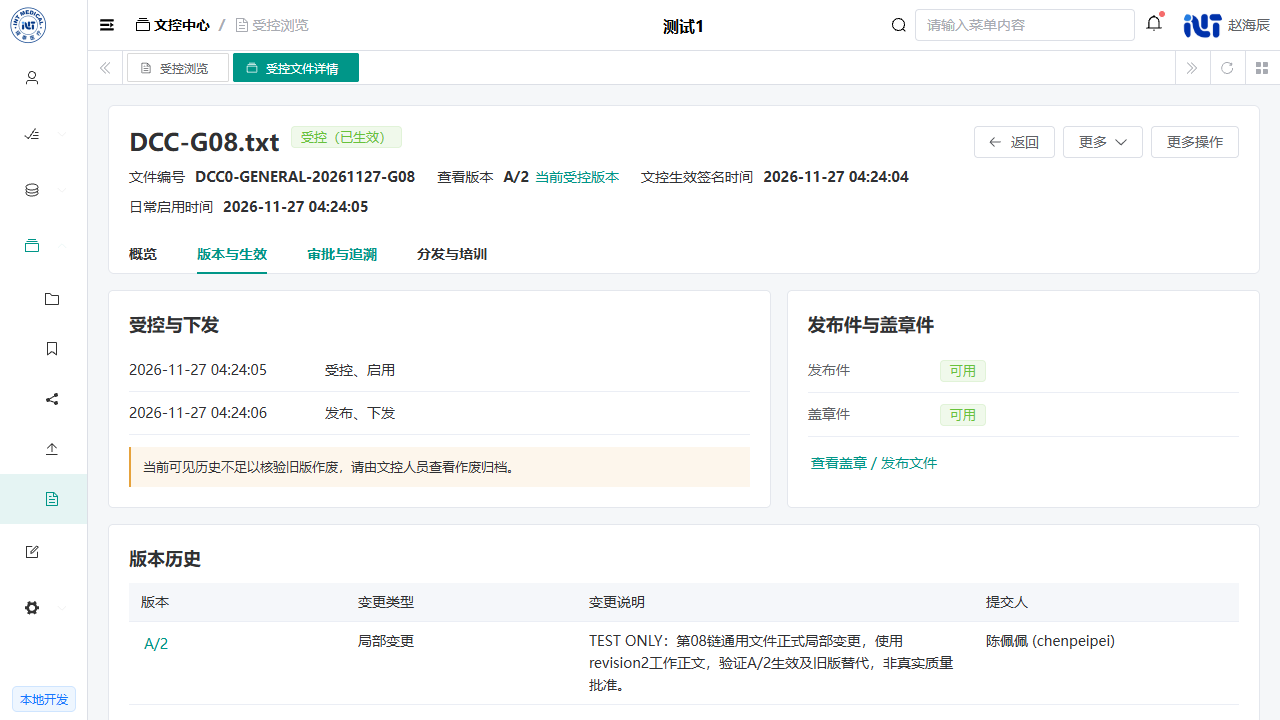 文控中心 / 受控浏览
测试1
请输入菜单内容
赵海辰
受控浏览
受控文件详情
DCC-G08.txt 受控（已生效）
返回
更多
更多操作
文件编号 DCC0-GENERAL-20261127-G08 查看版本 A/2 当前受控版本 文控生效签名时间 2026-11-27 04:24:04
日常启用时间 2026-11-27 04:24:05
概览 版本与生效 审批与追溯 分发与培训
受控与下发
2026-11-27 04:24:05 受控、启用
2026-11-27 04:24:06 发布、下发
当前可见历史不足以核验旧版作废，请由文控人员查看作废归档。
发布件与盖章件
发布件 可用
盖章件 可用
查看盖章 / 发布文件
版本历史
版本 变更类型 变更说明 提交人
A/2 局部变更 TEST ONLY：第08链通用文件正式局部变更，使用
revision2工作正文，验证A/2生效及旧版替代，非真实质量
批准。
陈佩佩 (chenpeipei)
本地开发